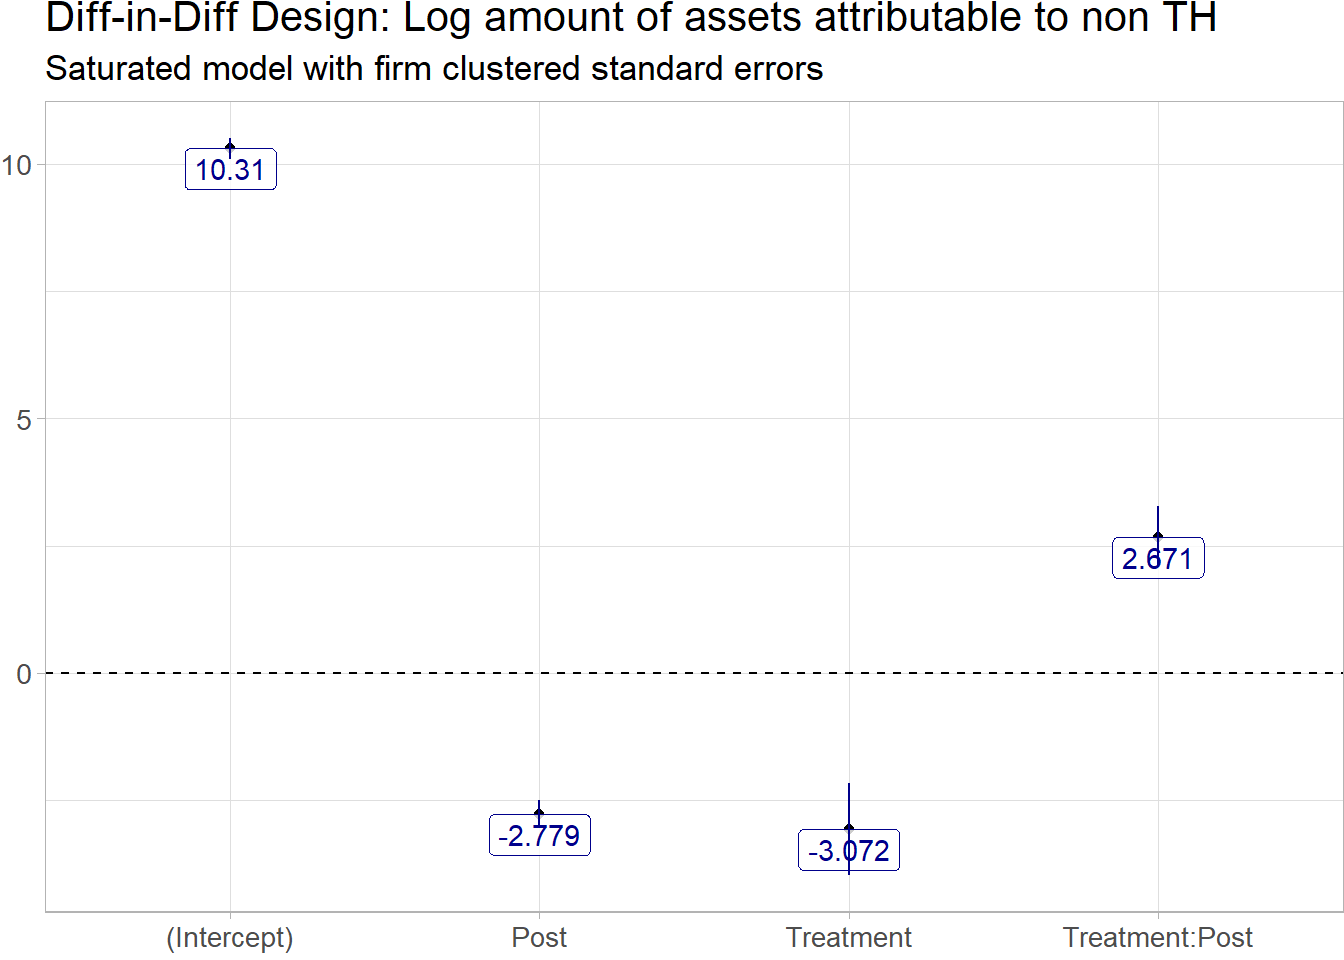 Diff-in-Diff Design: Log amount of assets attributable to non TH
Saturated model with firm clustered standard errors
10
10.31
5
2.671
0
-2.779
-3.072
(Intercept) Post Treatment Treatment:Post